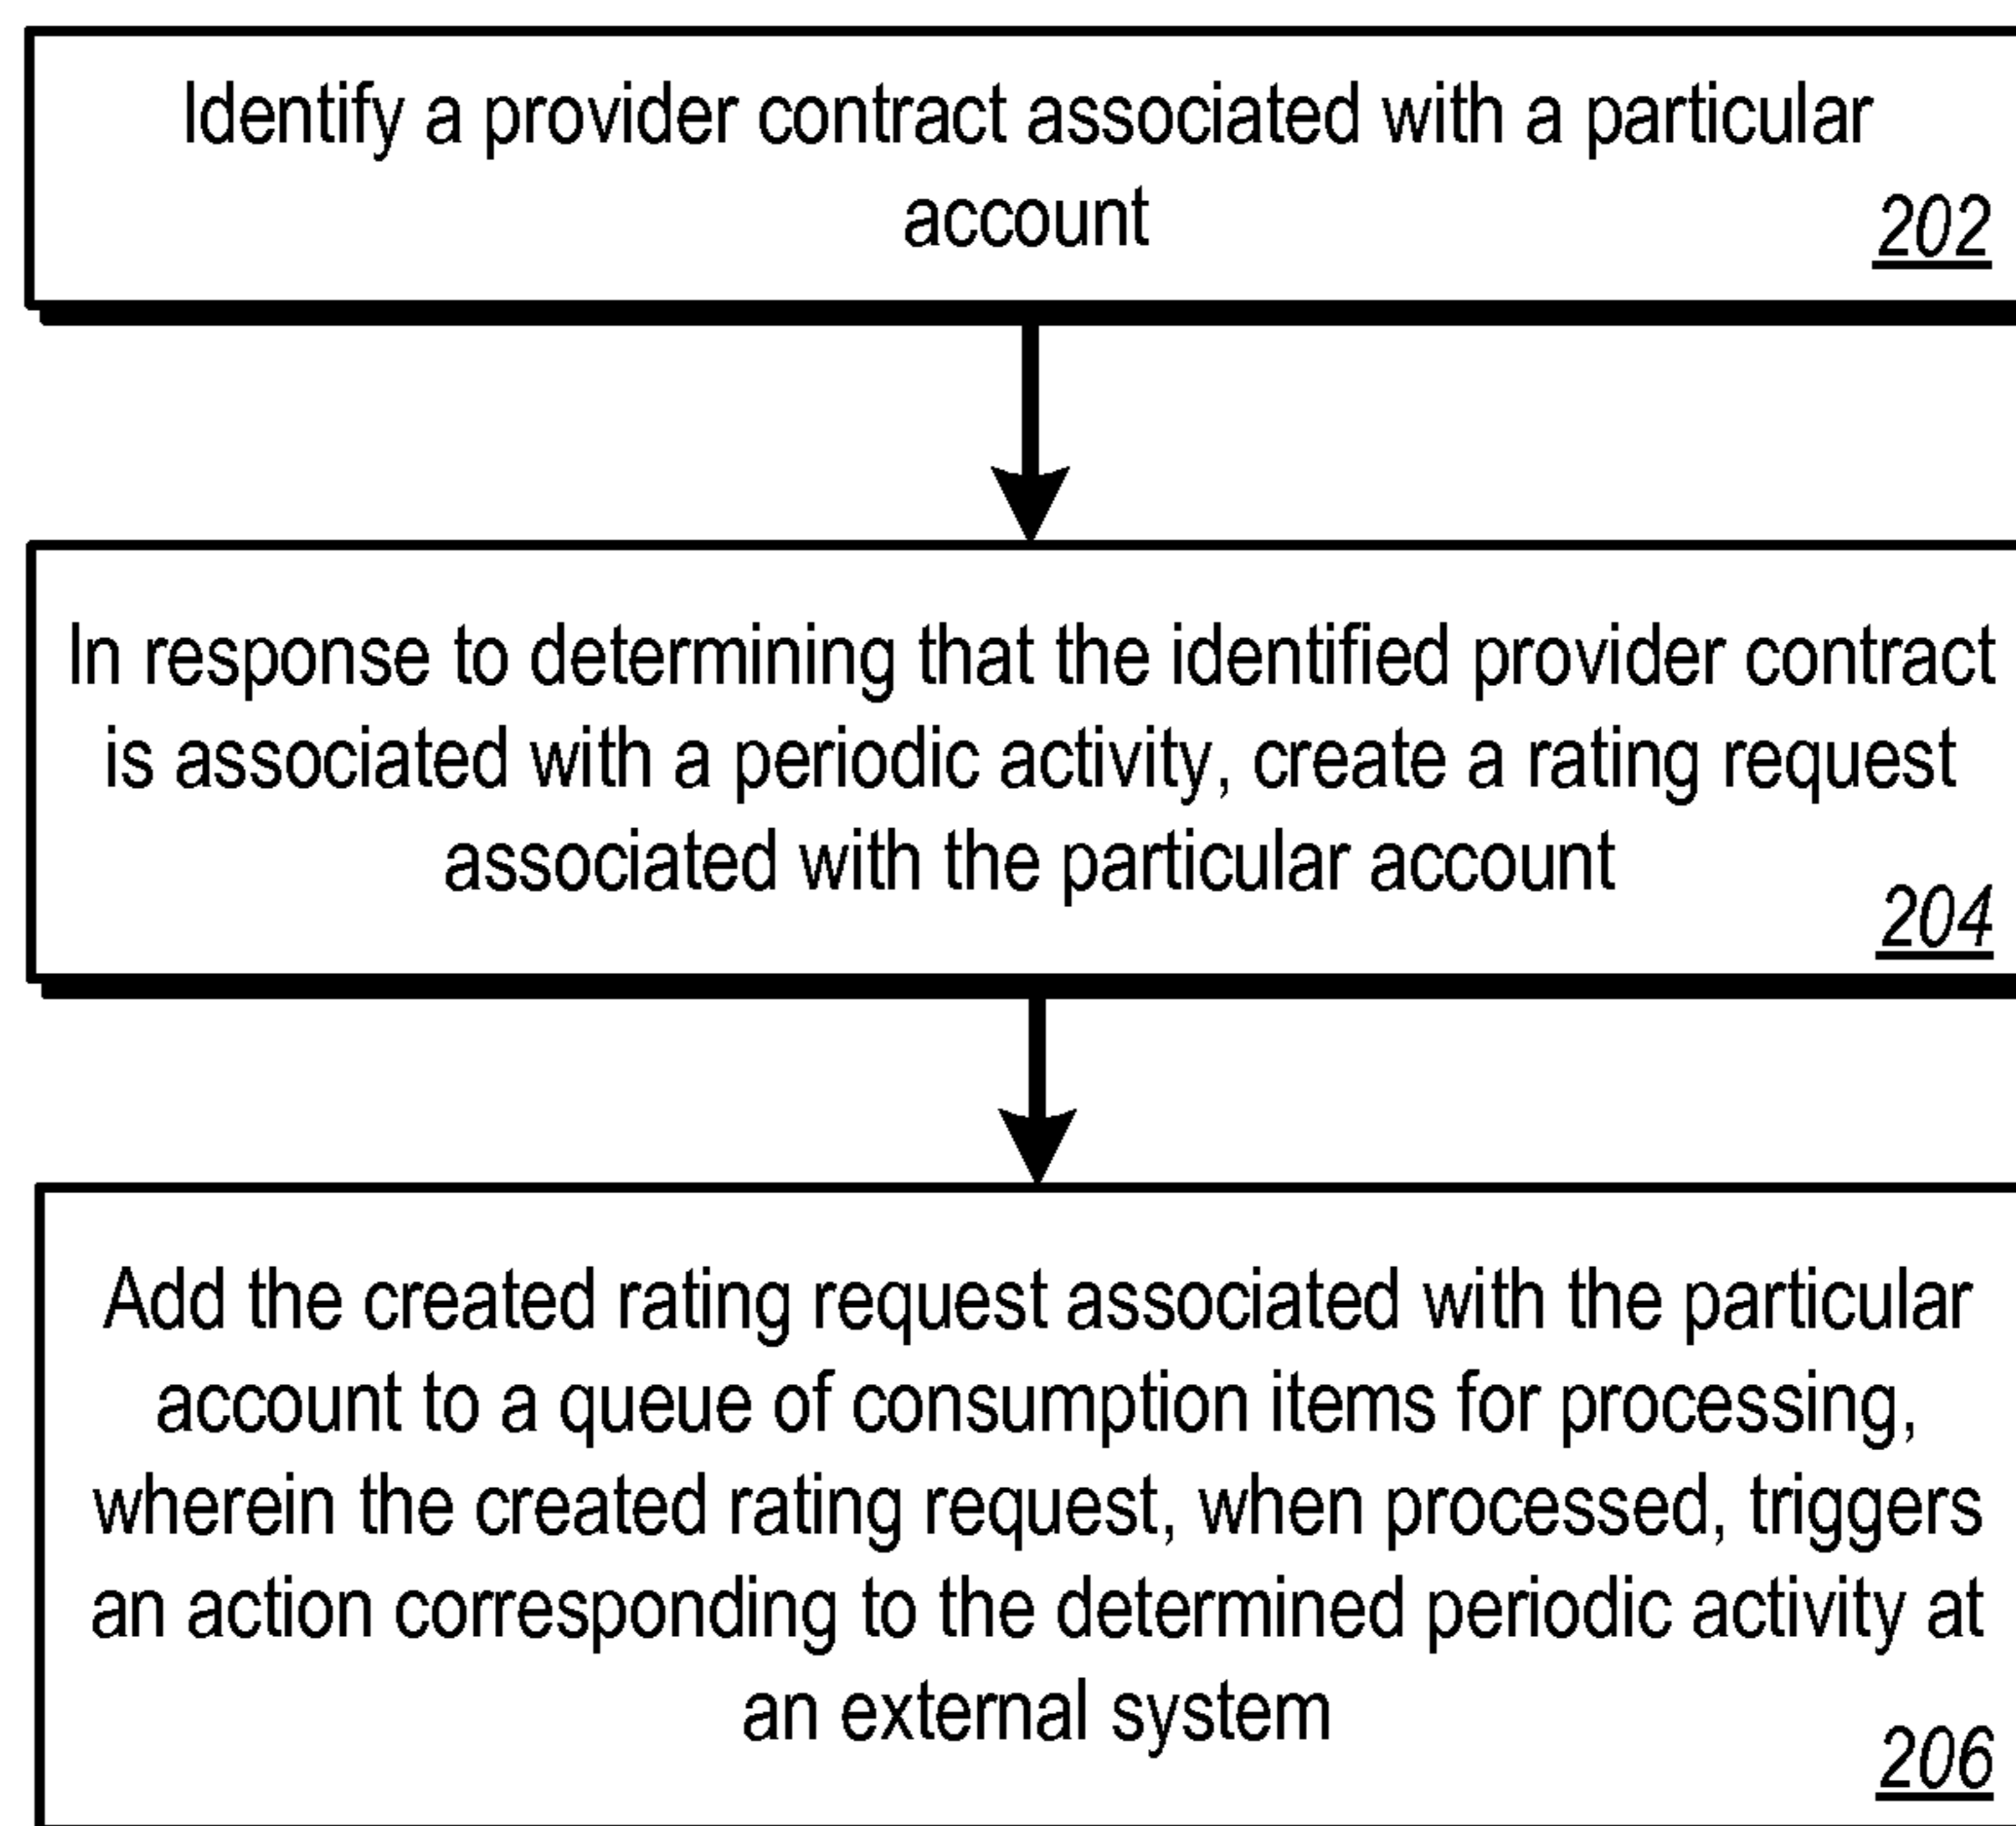 Identify a provider contract associated with a particular
account
202
In response to determining that the identified provider contract
is associated with a periodic activity, create a rating request
associated with the particular account
204
Add the created rating request associated with the particular
account to a queue of consumption items for processing,
wherein the created rating request, when processed, triggers
an action corresponding to the determined periodic activity at
an external system
206